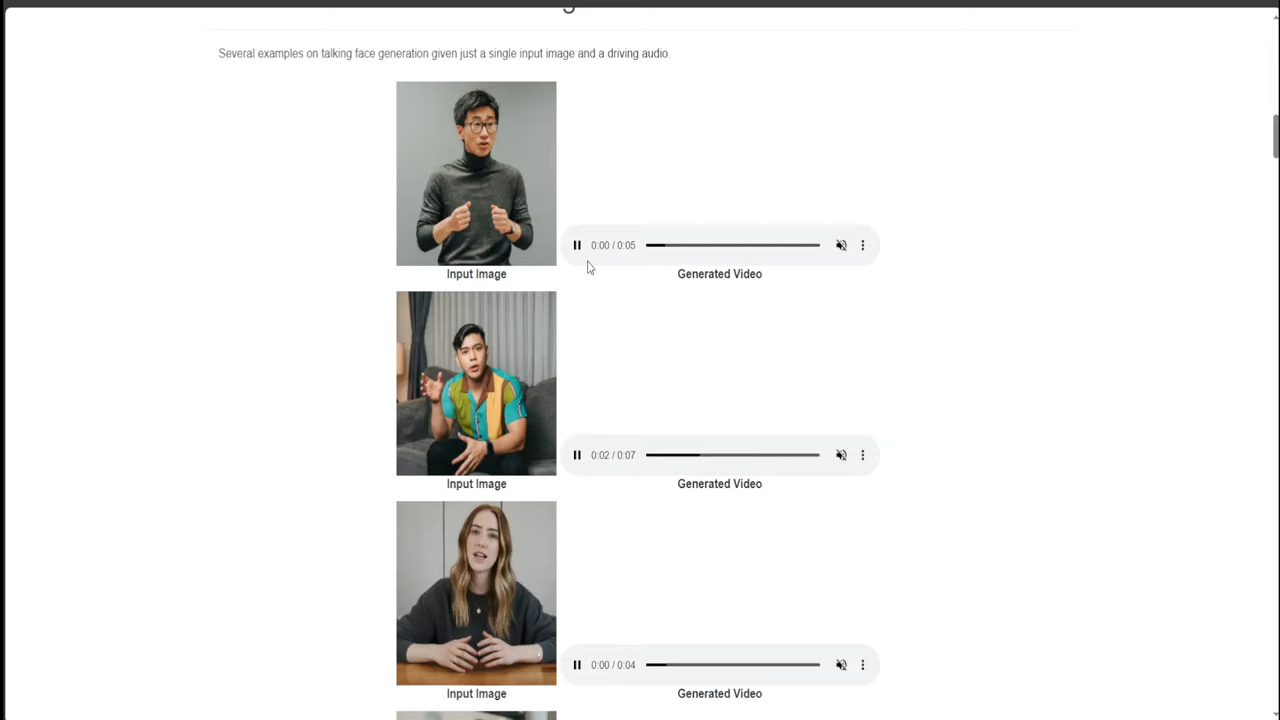 Several examples on talking face generation given just a single input image and a driving audio.
0:00 / 0:05
Input Image
Generated Video
0:02 / 0:07
Input Image
Generated Video
0:00 / 0:04
Input Image
Generated Video